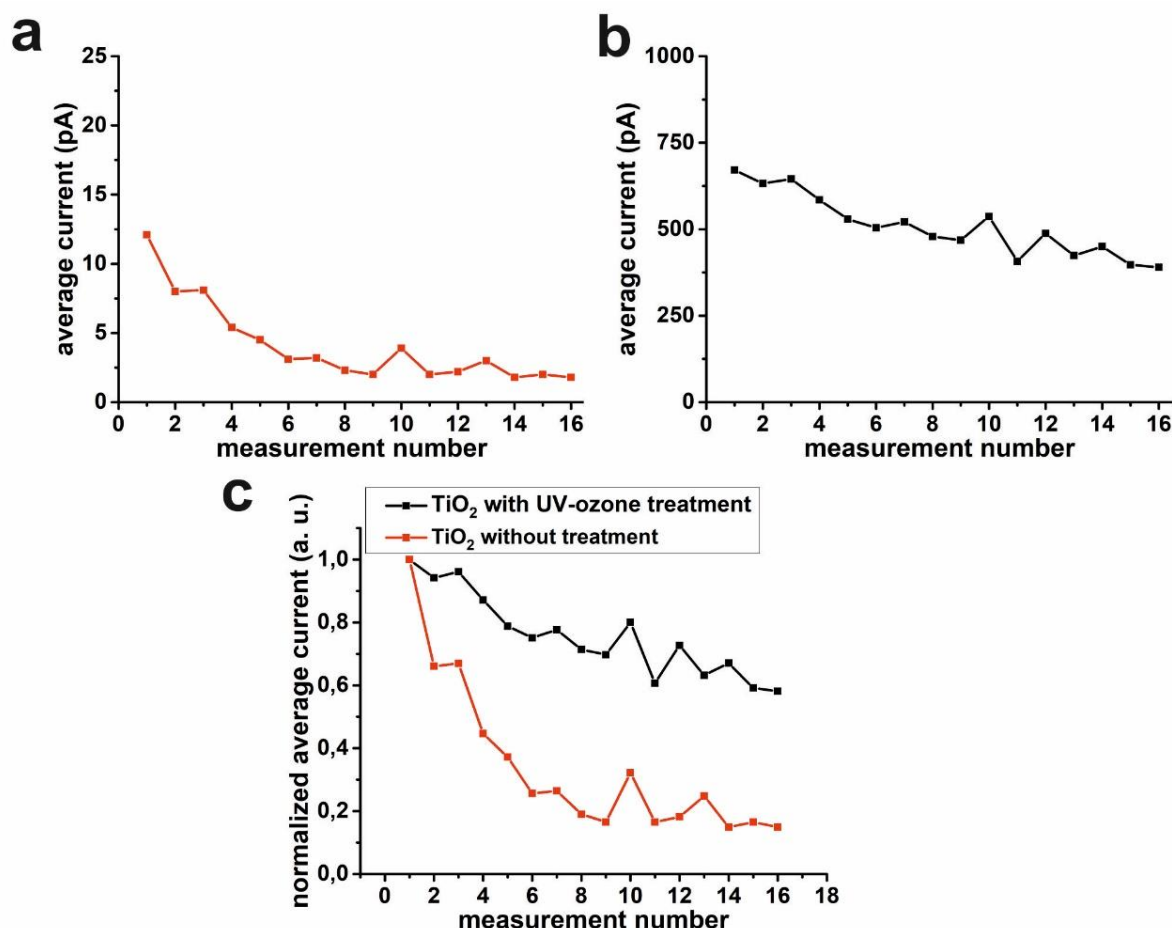 a
average current (pA)
25
20
15
10
5
0
0 2 4 6 8 10 12 14 16
measurement number
b
average current (pA)
1000
750
500
250
0
0 2 4 6 8 10 12 14 16
measurement number
c
TiO₂ with UV-ozone treatment
TiO₂ without treatment
normalized average current (a. u.)
1,0
0,8
0,6
0,4
0,2
0,0
0 2 4 6 8 10 12 14 16 18
measurement number